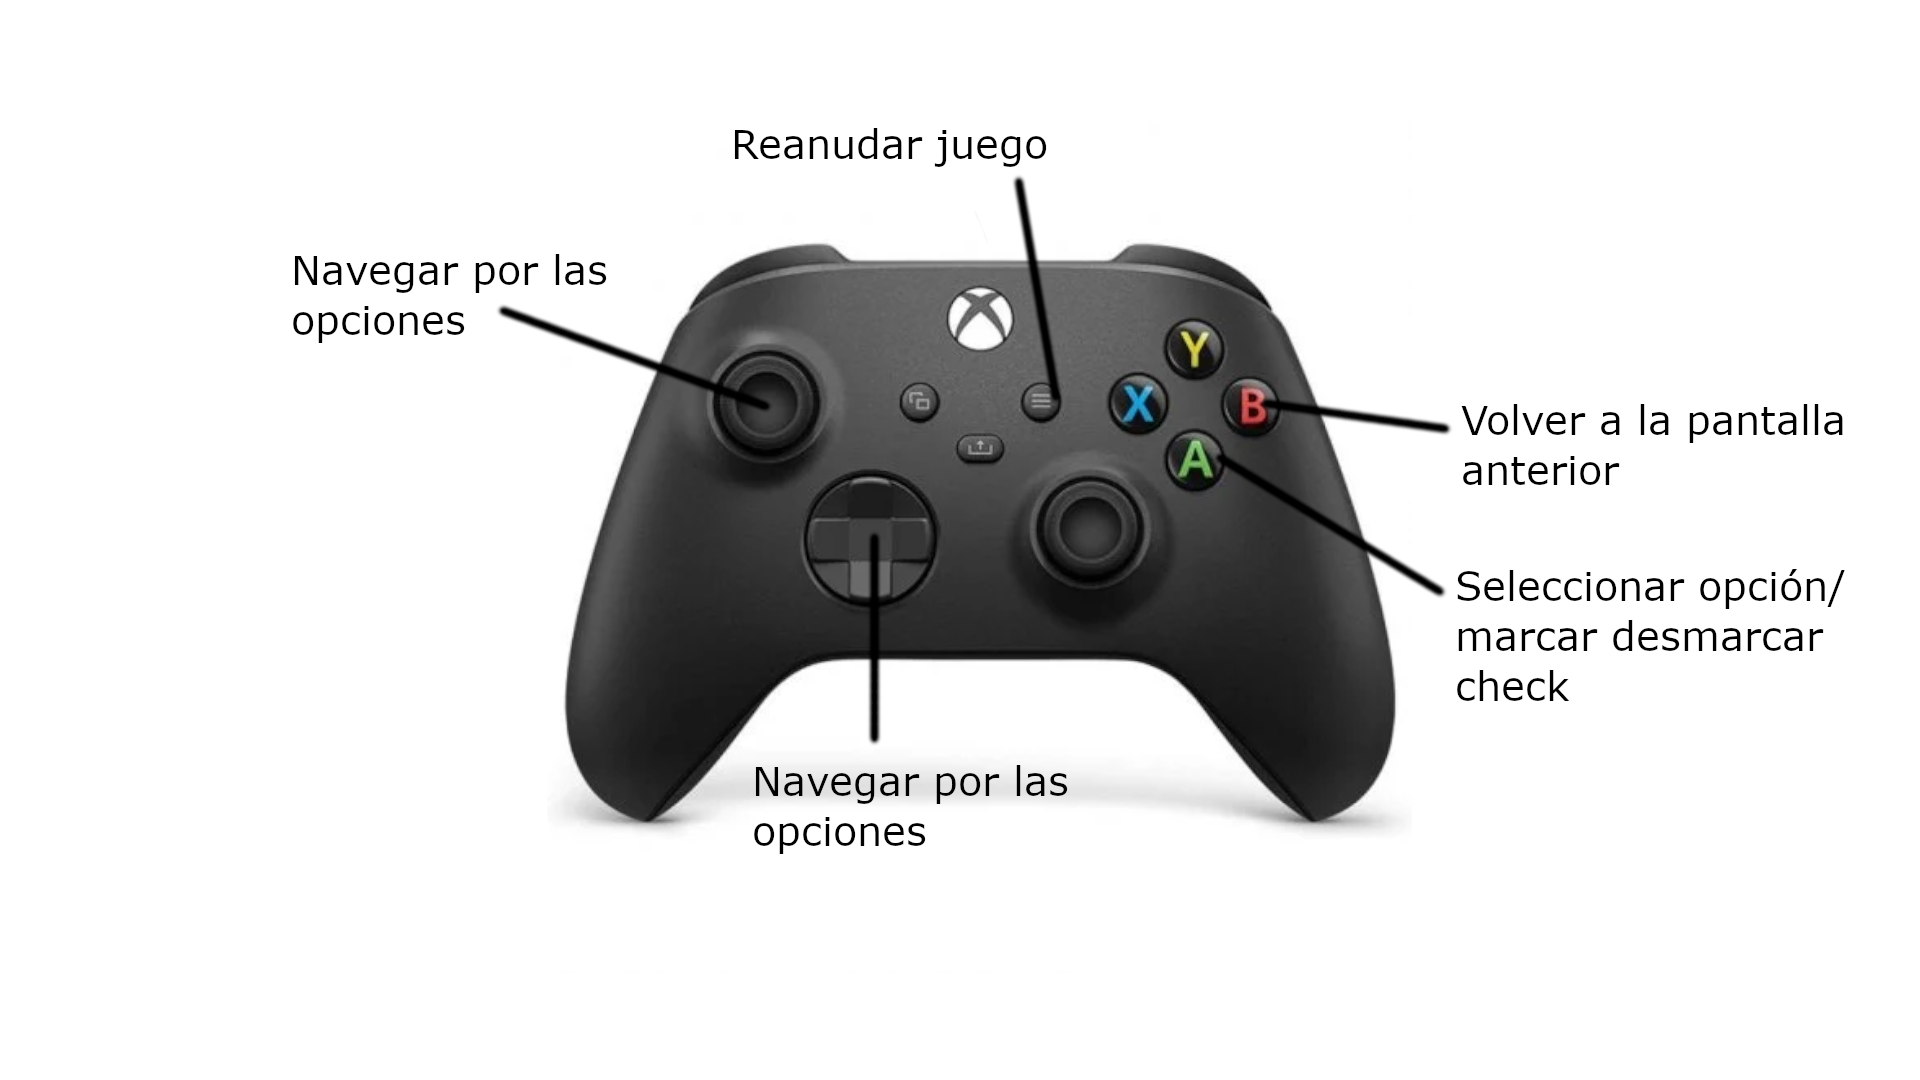 Reanudar juego
Navegar por las
opciones
Y
X
B
A
Volver a la pantalla
anterior
Seleccionar opción/
marcar desmarcar
check
Navegar por las
opciones